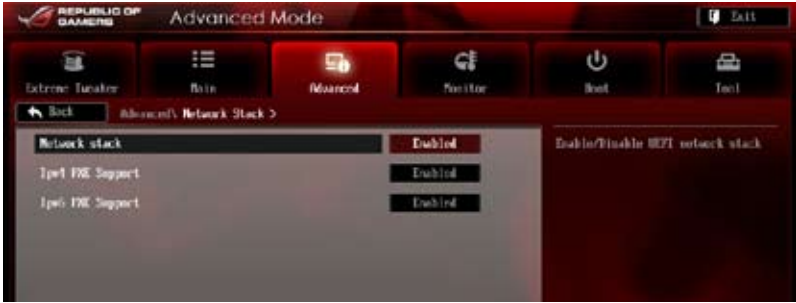 REPUBLIC OF
GAMERS
Advanced Mode
Exit
Extreme Tweaker
Main
Advanced
Monitor
Boot
Tool
Back
Advanced\ Network Stack >
Network stack
Enabled
Enable/Disable UEFI network stack
Ipv4 PXE Support
Enabled
Ipv6 PXE Support
Enabled